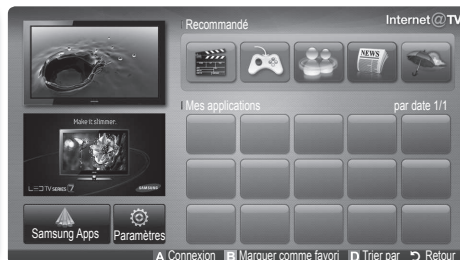 Internet@TV
Recommandé
NEWS
Mes applications par date 1/1
Make it slimmer.
LED TV SERIES 7 SAMSUNG
Samsung Apps Paramètres
A Connexion B Marquer comme favori D Trier par Retour